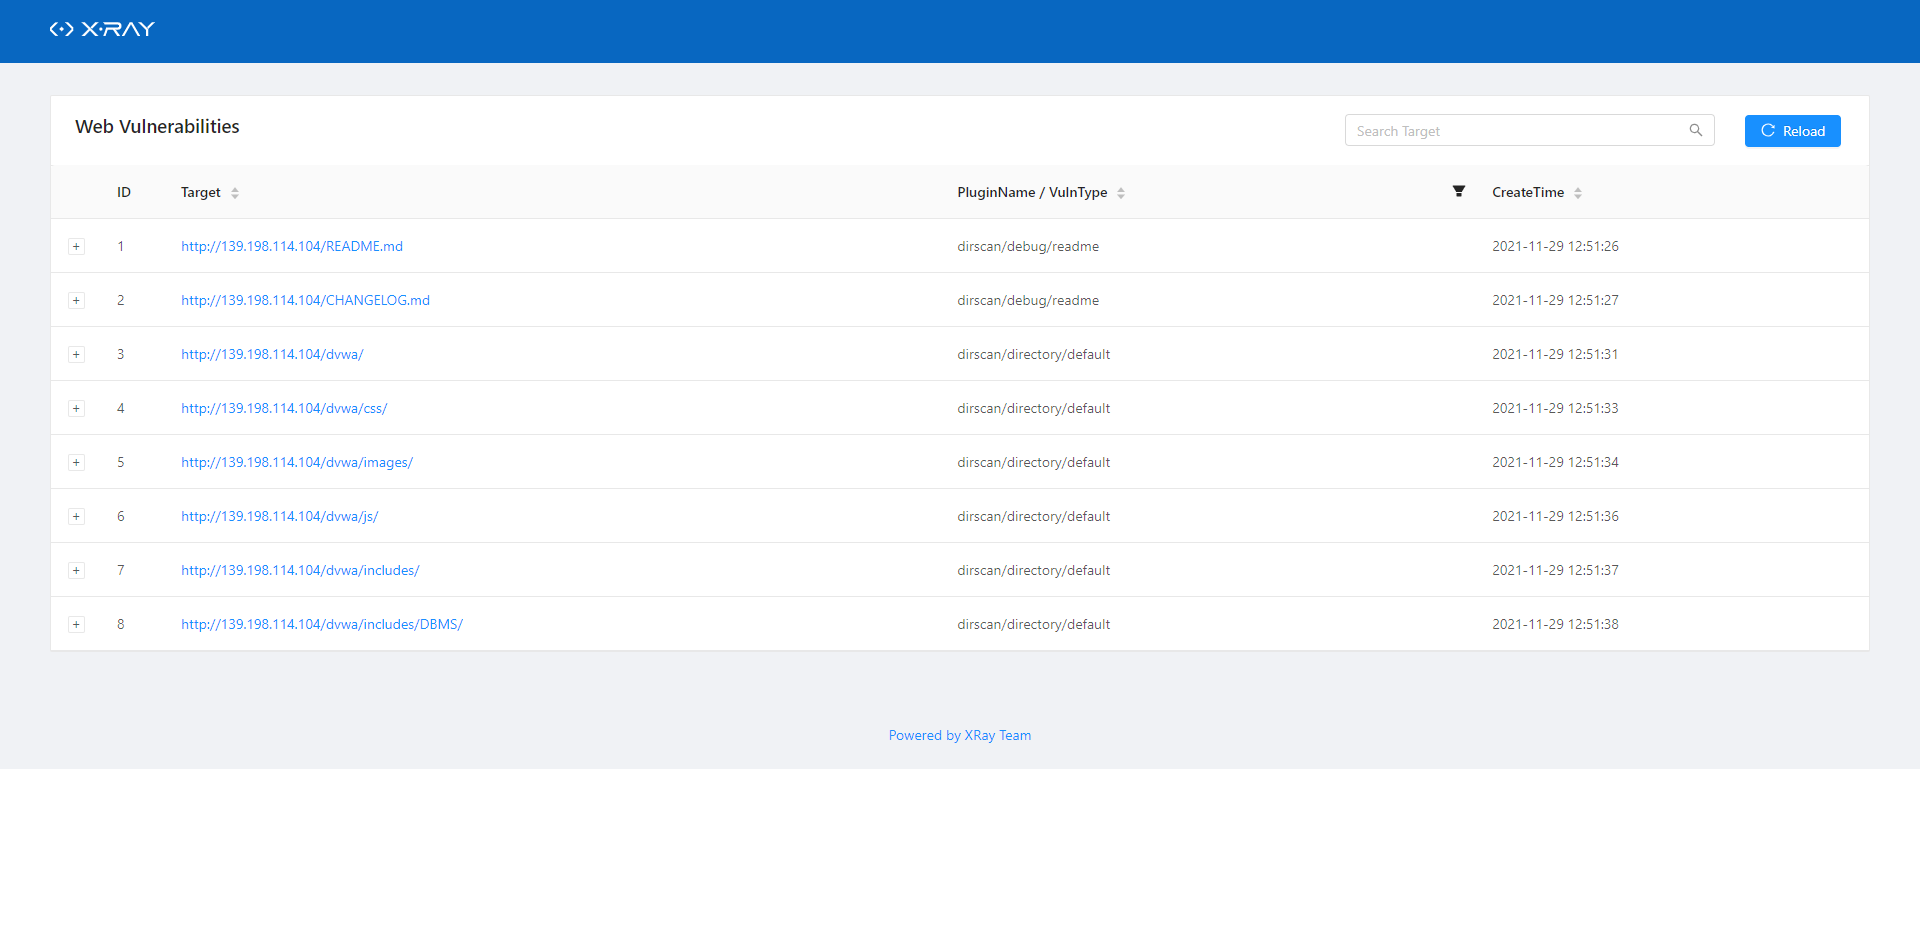 X-RAY
Web Vulnerabilities
Search Target
Reload
ID Target PluginName / VulnType CreateTime
+ 1 http://139.198.114.104/README.md dirscan/debug/readme 2021-11-29 12:51:26
+ 2 http://139.198.114.104/CHANGELOG.md dirscan/debug/readme 2021-11-29 12:51:27
+ 3 http://139.198.114.104/dvwa/ dirscan/directory/default 2021-11-29 12:51:31
+ 4 http://139.198.114.104/dvwa/css/ dirscan/directory/default 2021-11-29 12:51:33
+ 5 http://139.198.114.104/dvwa/images/ dirscan/directory/default 2021-11-29 12:51:34
+ 6 http://139.198.114.104/dvwa/js/ dirscan/directory/default 2021-11-29 12:51:36
+ 7 http://139.198.114.104/dvwa/includes/ dirscan/directory/default 2021-11-29 12:51:37
+ 8 http://139.198.114.104/dvwa/includes/DBMS/ dirscan/directory/default 2021-11-29 12:51:38
Powered by XRay Team